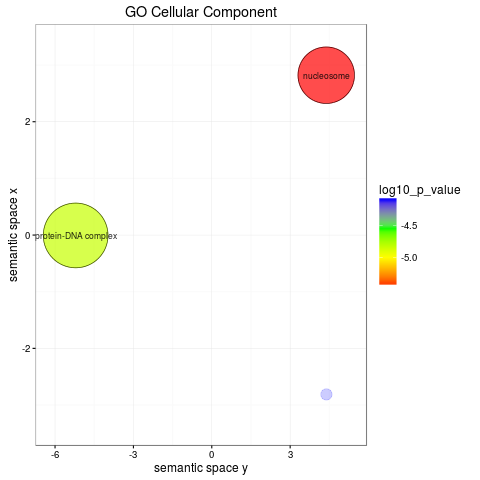 GO Cellular Component
nucleosome
protein-DNA complex
semantic space x
2
0
-2
-6
-3
0
3
semantic space y
log10_p_value
-4.5
-5.0